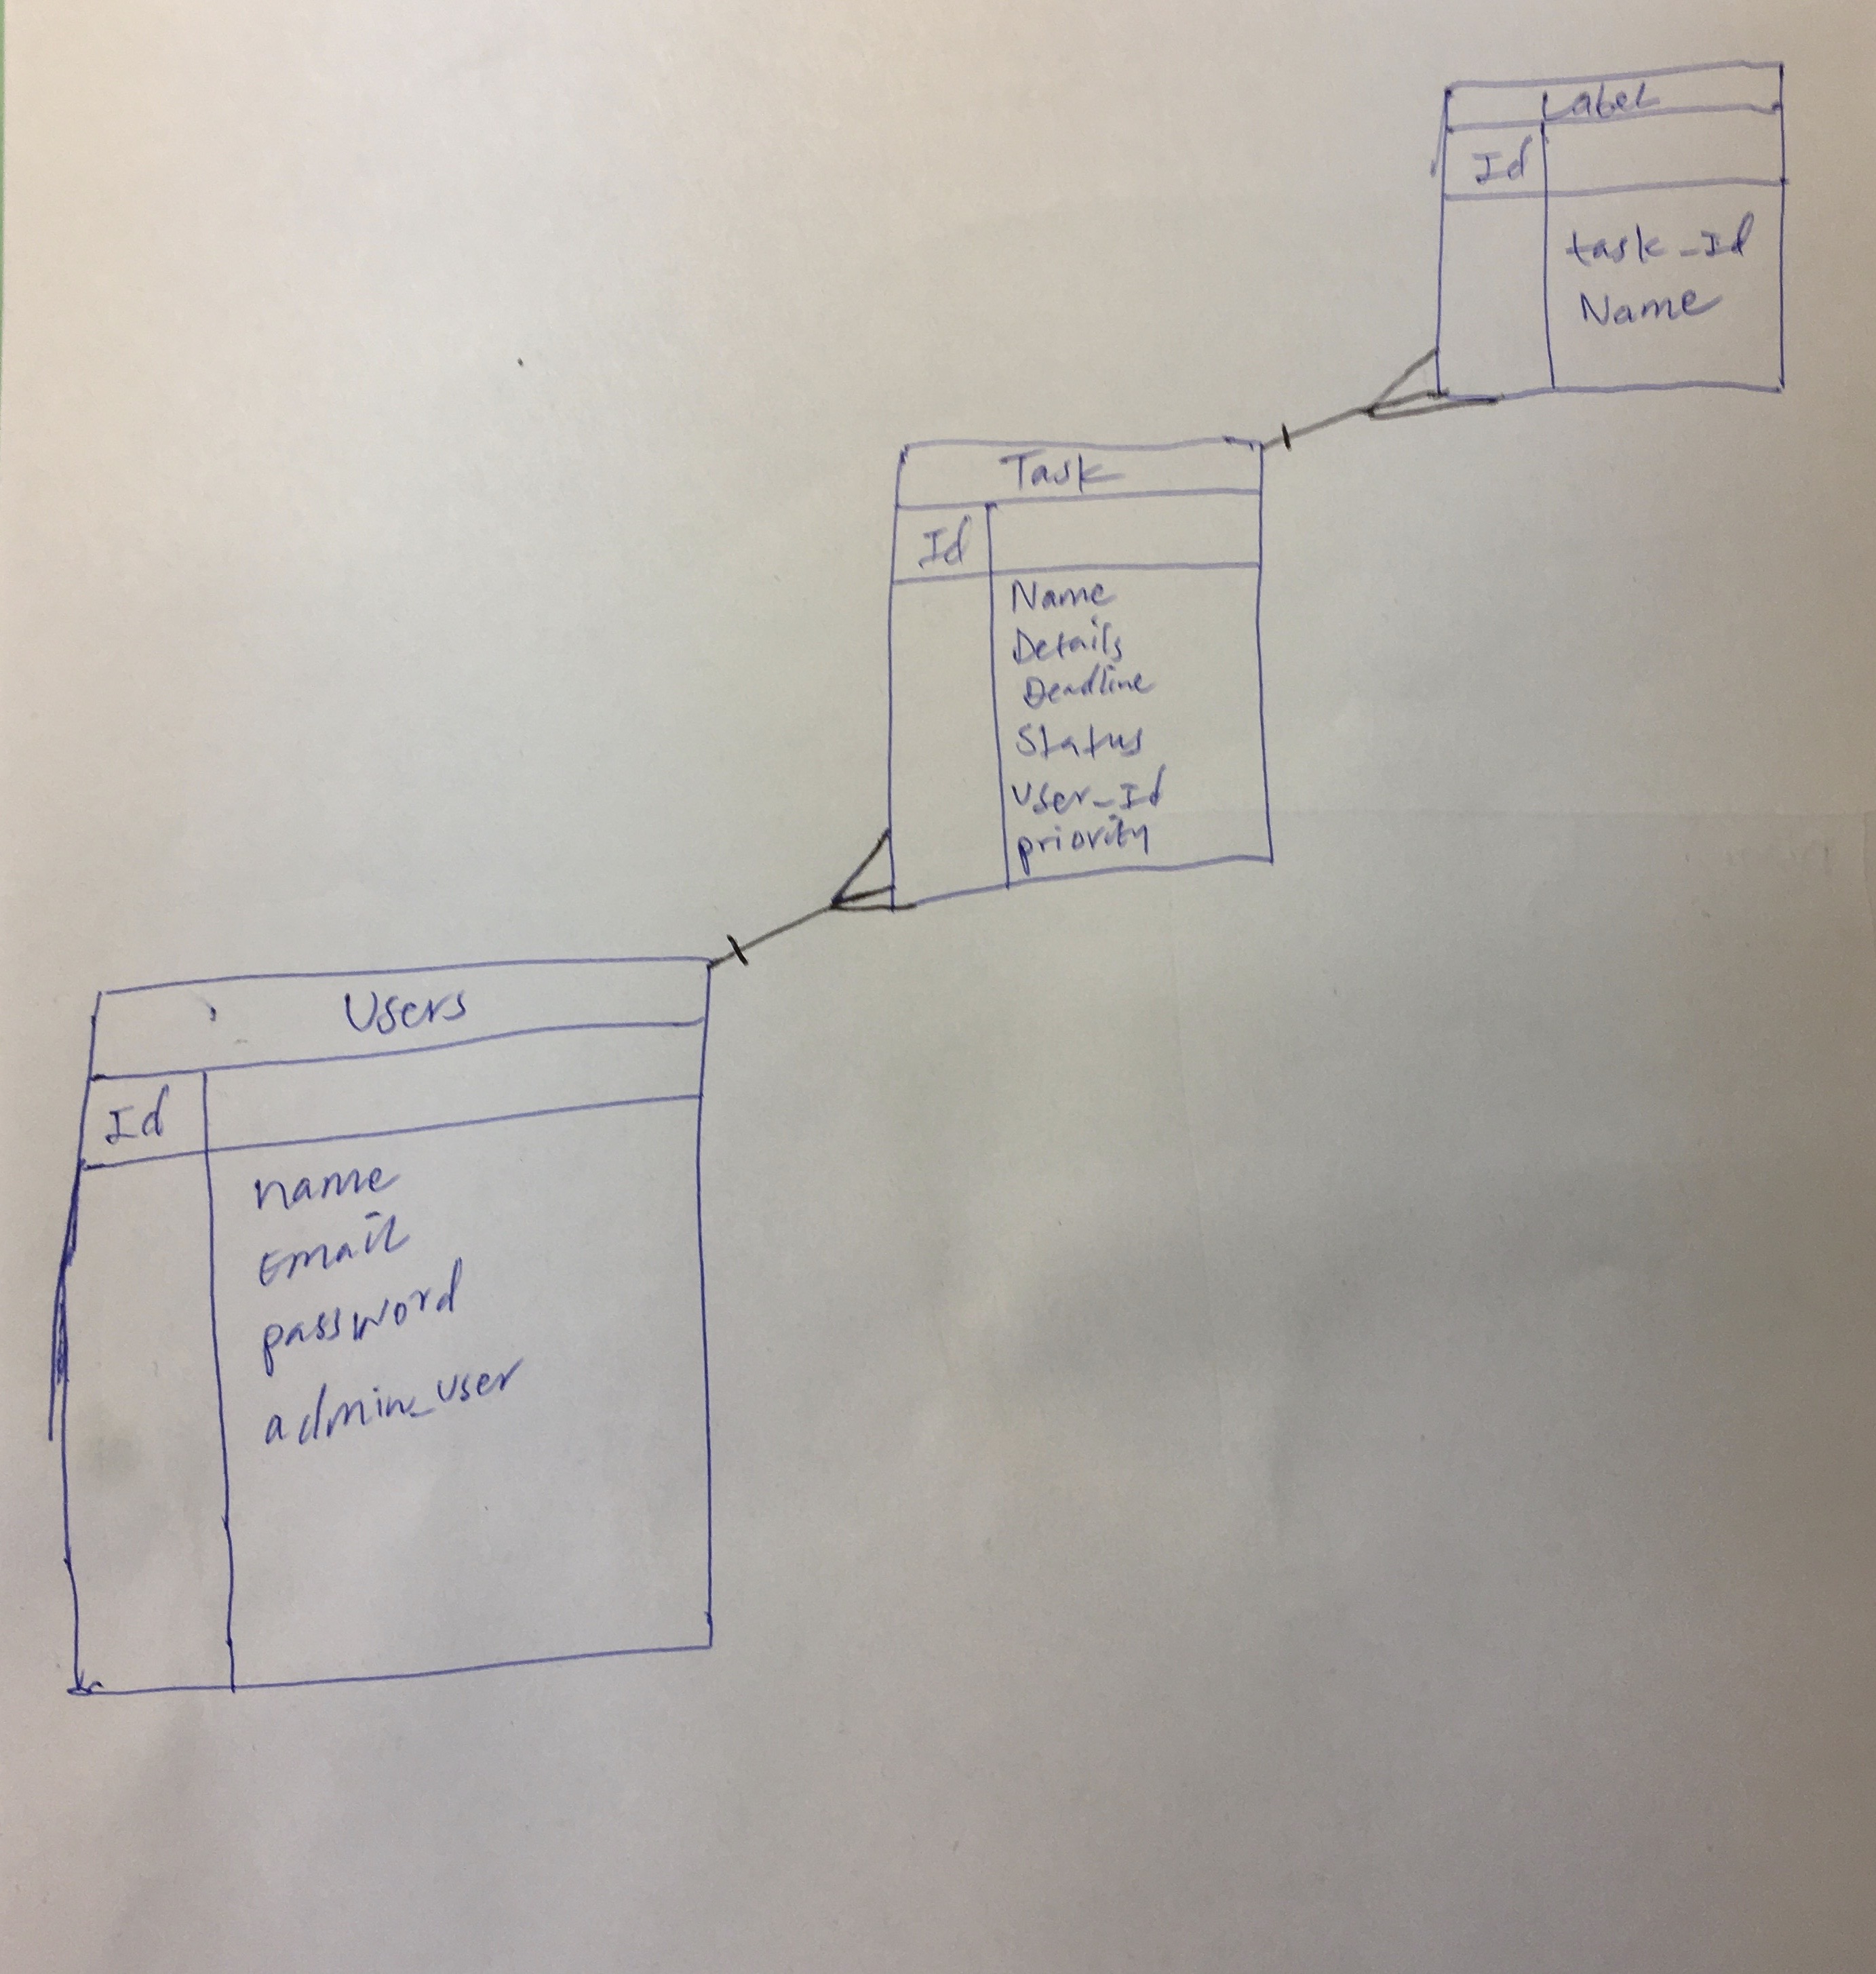 Label
Id
task_Id
Name
Task
Id
Name
Details
Deadline
Status
User_Id
priority
Users
Id
name
Email
password
admin_user